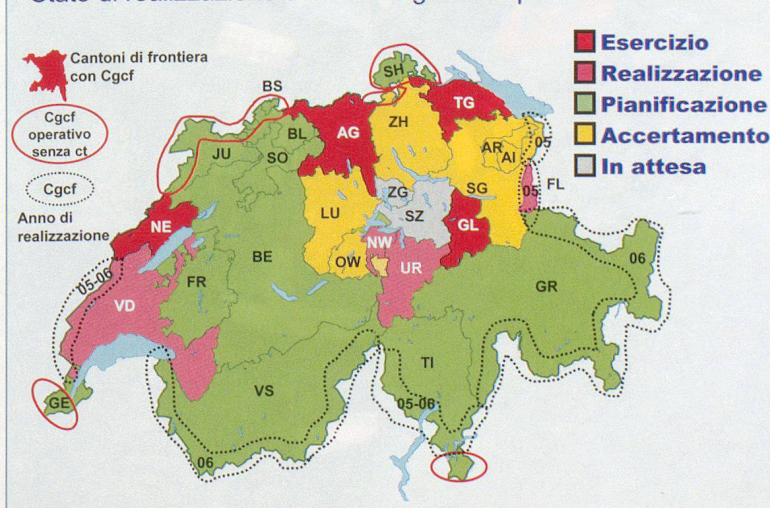 Cantoni di frontiera
con Cgcf
Cgcf
operativo
senza ct
Cgcf
Anno di
realizzazione
Esercizio
Realizzazione
Pianificazione
Accertamento
In attesa
SH
BS
TG
BL
AG
ZH
JU
SO
AR
AI
05
ZG
SG
05
FL
LU
SZ
NE
NW
GL
BE
OW
UR
05-06
FR
GR
06
VD
TI
VS
05-06
GE
06